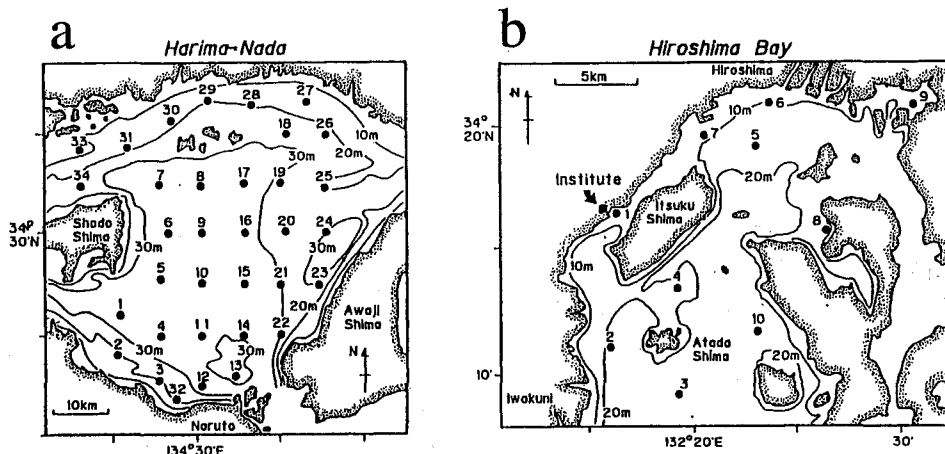 a
Harima-Nada
29
28
27
30
10m
18
26
33
31
30m
20m
34
7
8
17
19
25
34°
30'N
Shodo
Shima
30m
6
9
16
20
24
30m
5
10
15
21
23
20m
1
Awaji
Shima
22
4
11
14
30m
30m
2
13
3
12
N
32
10km
Naruto
134°30'E
b
Hiroshima Bay
5km
Hiroshima
N
10m
6
9
34°
20'N
7
5
20m
Institute
1
Itsuku
Shima
8
10m
4
2
10
Atada
Shima
20m
3
10'
Iwakuni
20m
132°20'E
30'